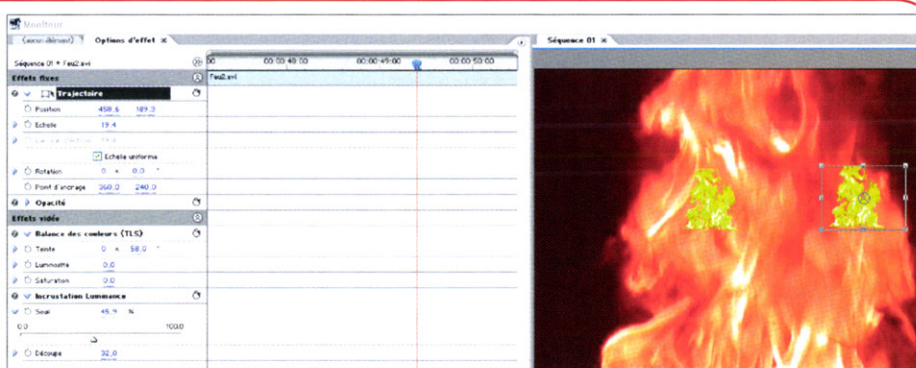 Moniteur
(aucun élément) Options d'effet Séquence 01
Séquence 01 * Feu2.avi 00 00:00:48:00 00:00:49:00 00:00:50:00
Effets fixes Feu2.avi
Trajectoire
Position 458,6 189,3
Echelle 19,4
Echelle uniforme
Rotation 0 x 0,0 °
Point d'ancrage 360,0 240,0
Opacité
Effets vidéo
Balance des couleurs (TLS)
Teinte 0 x 58,0 °
Luminosité 0,0
Saturation 0,0
Incrustation Luminance
Seuil 45,9 %
0,0 100,0
Découpe 32,0